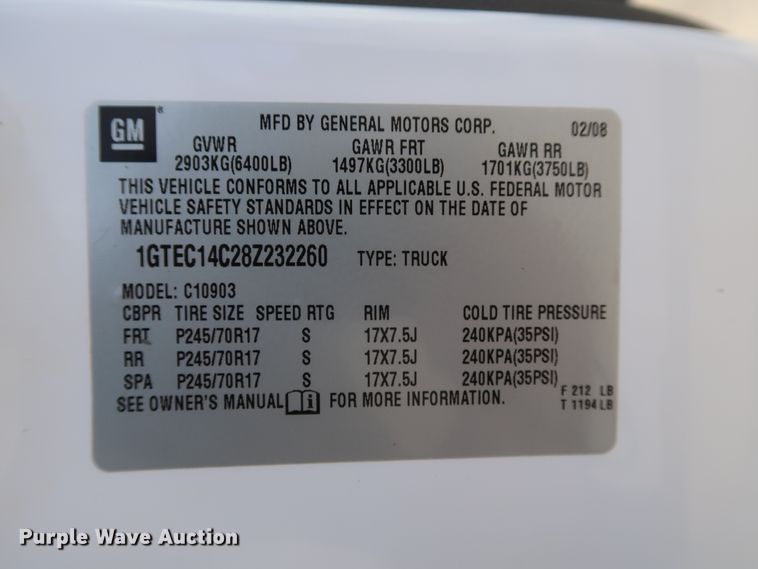 GM ®
MFD BY GENERAL MOTORS CORP. 02/08
GVWR GAWR FRT GAWR RR
2903KG(6400LB) 1497KG(3300LB) 1701KG(3750LB)
THIS VEHICLE CONFORMS TO ALL APPLICABLE U.S. FEDERAL MOTOR
VEHICLE SAFETY STANDARDS IN EFFECT ON THE DATE OF
MANUFACTURE SHOWN ABOVE.
1GTEC14C28Z232260 TYPE: TRUCK
MODEL: C10903
CBPR TIRE SIZE SPEED RTG RIM COLD TIRE PRESSURE
FRT P245/70R17 S 17X7.5J 240KPA(35PSI)
RR P245/70R17 S 17X7.5J 240KPA(35PSI)
SPA P245/70R17 S 17X7.5J 240KPA(35PSI)
SEE OWNER'S MANUAL i FOR MORE INFORMATION.
F 212 LB
T 1194 LB
Purple Wave Auction